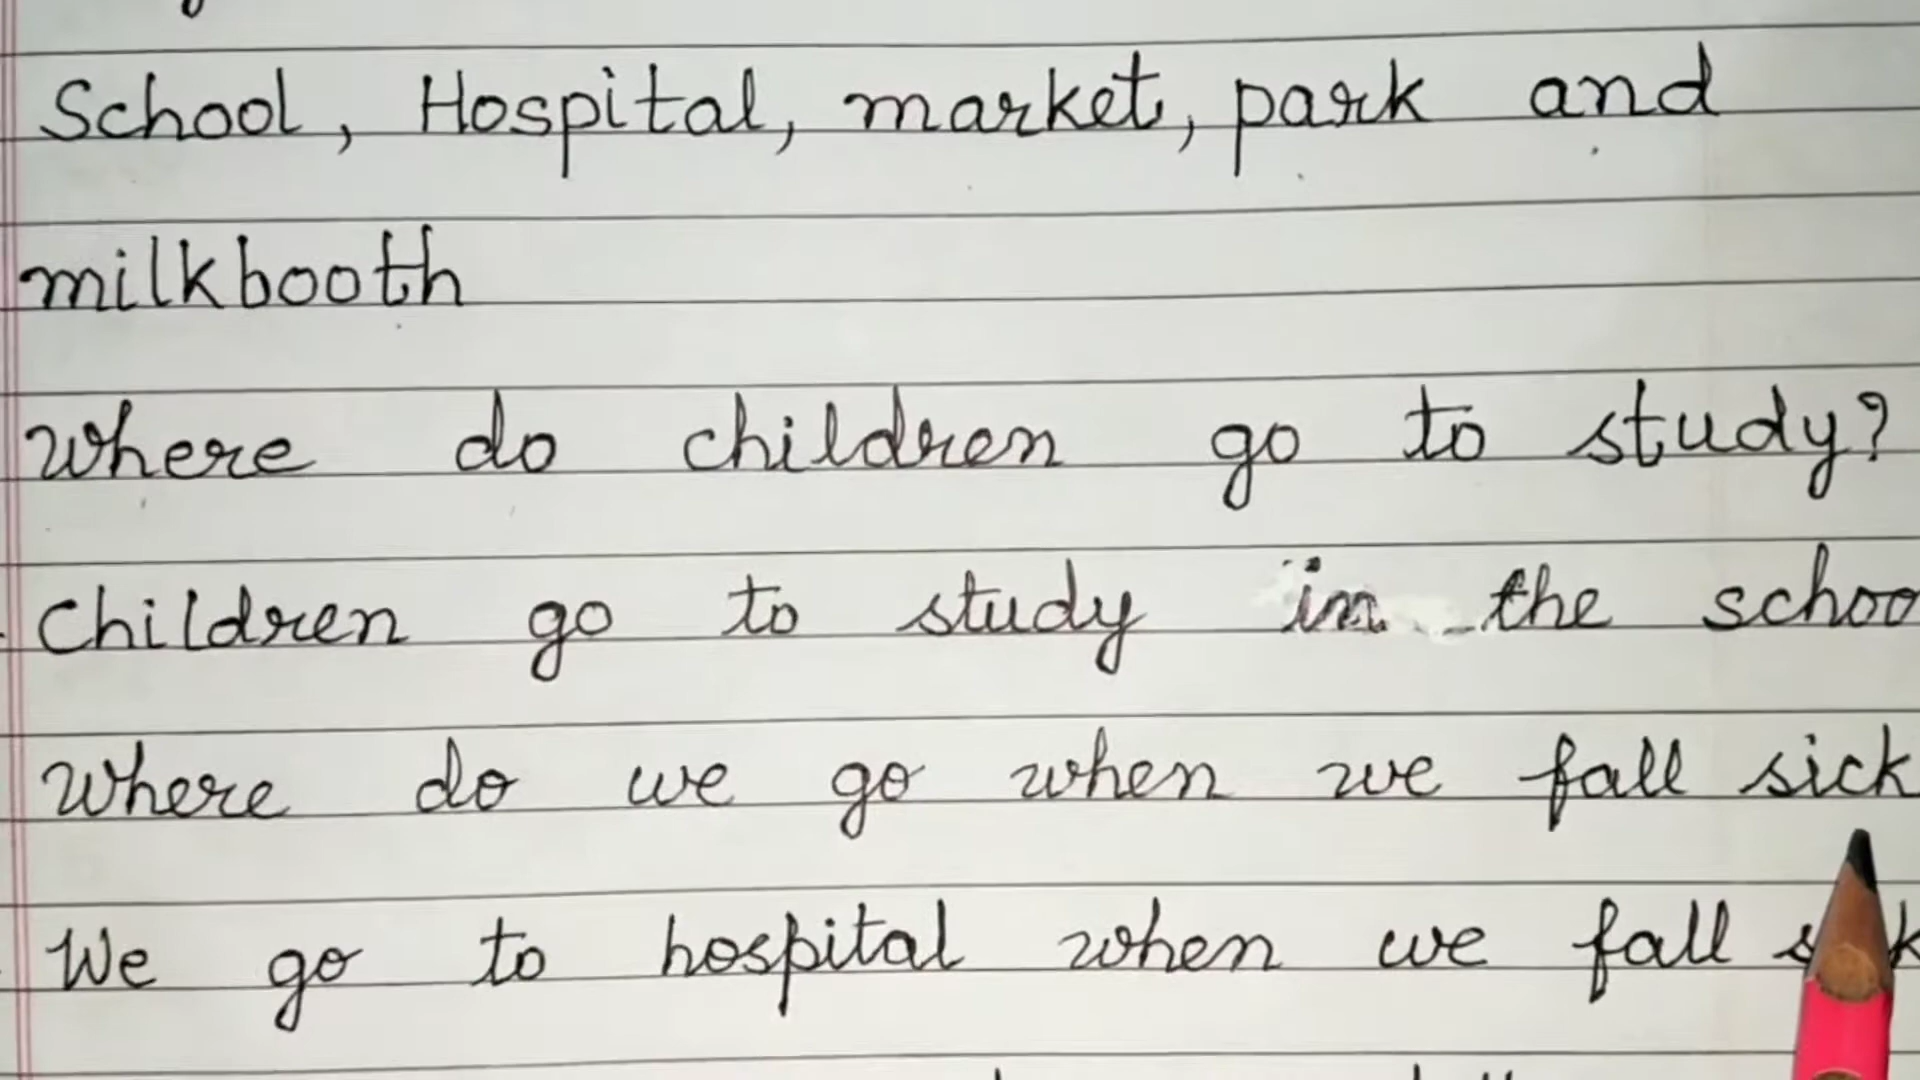 School, Hospital, market, park and
milkbooth
Where do children go to study?
Children go to study in the schoo
Where do we go when we fall sick
We go to hospital when we fall